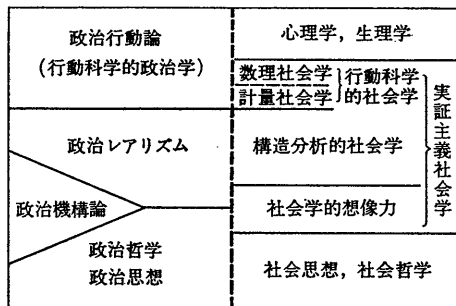 政治行動論
(行動科学的政治学)
政治レアリズム
政治機構論
政治哲学
政治思想
心理学，生理学
数理社会学
計量社会学
行動科学
的社会学
構造分析的社会学
社会学的想像力
実証主義社会学
社会思想，社会哲学